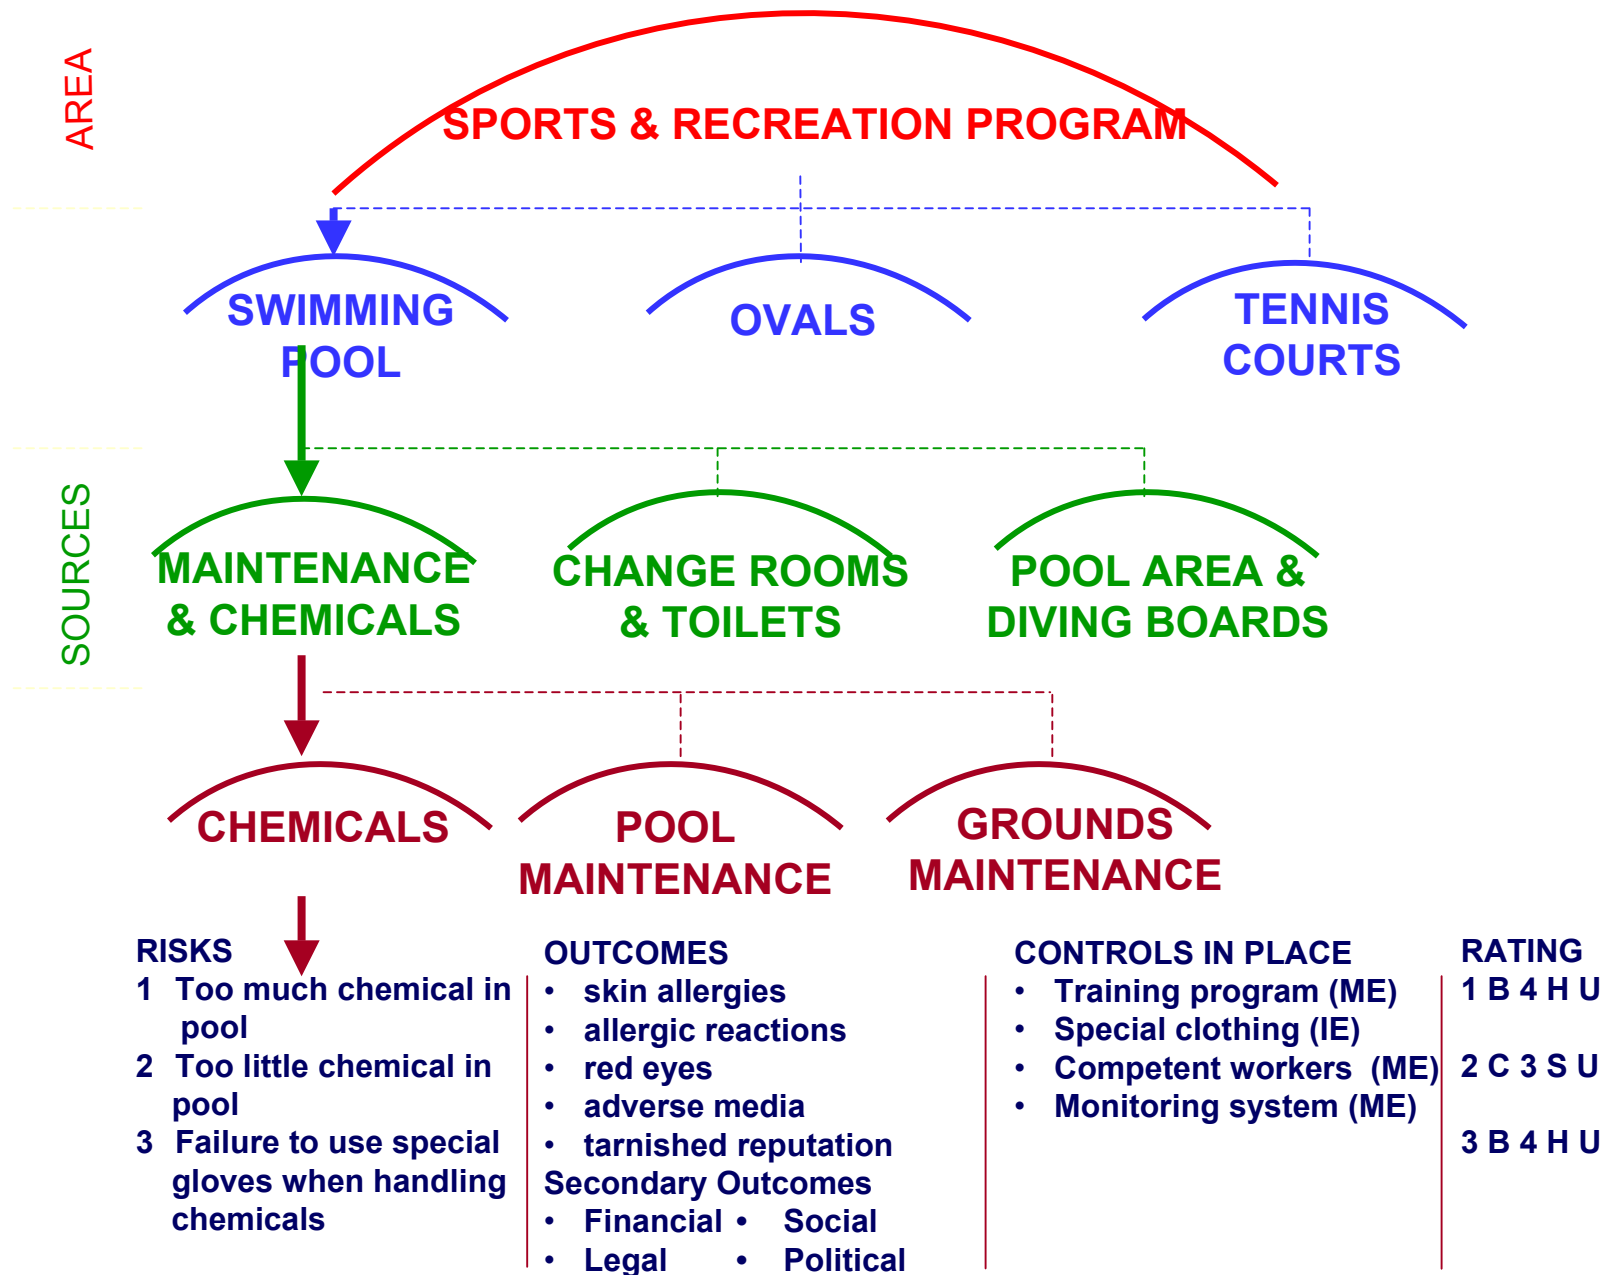 AREA
SPORTS & RECREATION PROGRAM
SWIMMING
POOL
OVALS
TENNIS
COURTS
SOURCES
MAINTENANCE
& CHEMICALS
CHANGE ROOMS
& TOILETS
POOL AREA &
DIVING BOARDS
CHEMICALS
POOL
MAINTENANCE
GROUNDS
MAINTENANCE
RISKS
1 Too much chemical in
pool
2 Too little chemical in
pool
3 Failure to use special
gloves when handling
chemicals
OUTCOMES
• skin allergies
• allergic reactions
• red eyes
• adverse media
• tarnished reputation
Secondary Outcomes
• Financial • Social
• Legal • Political
CONTROLS IN PLACE
• Training program (ME)
• Special clothing (IE)
• Competent workers (ME)
• Monitoring system (ME)
RATING
1 B 4 H U
2 C 3 S U
3 B 4 H U